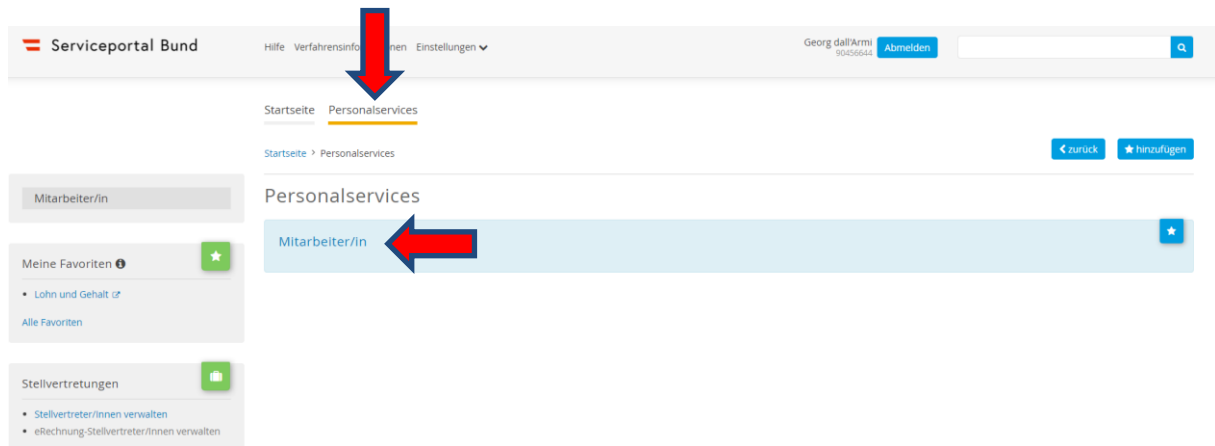 Serviceportal Bund
Hilfe Verfahrensinfo nen Einstellungen
Georg dall'Armi
90456644
Abmelden
Startseite Personalservices
Startseite > Personalservices
zurück
hinzufügen
Mitarbeiter/in
Personalservices
Mitarbeiter/in
Meine Favoriten
• Lohn und Gehalt
Alle Favoriten
Stellvertretungen
• Stellvertreter/innen verwalten
• eRechnung-Stellvertreter/innen verwalten